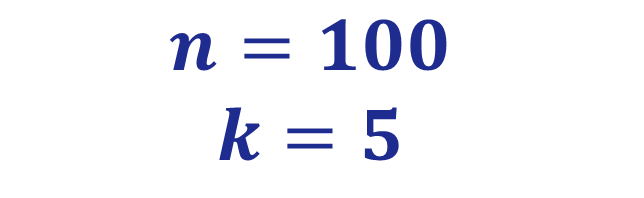 n = 100
k = 5